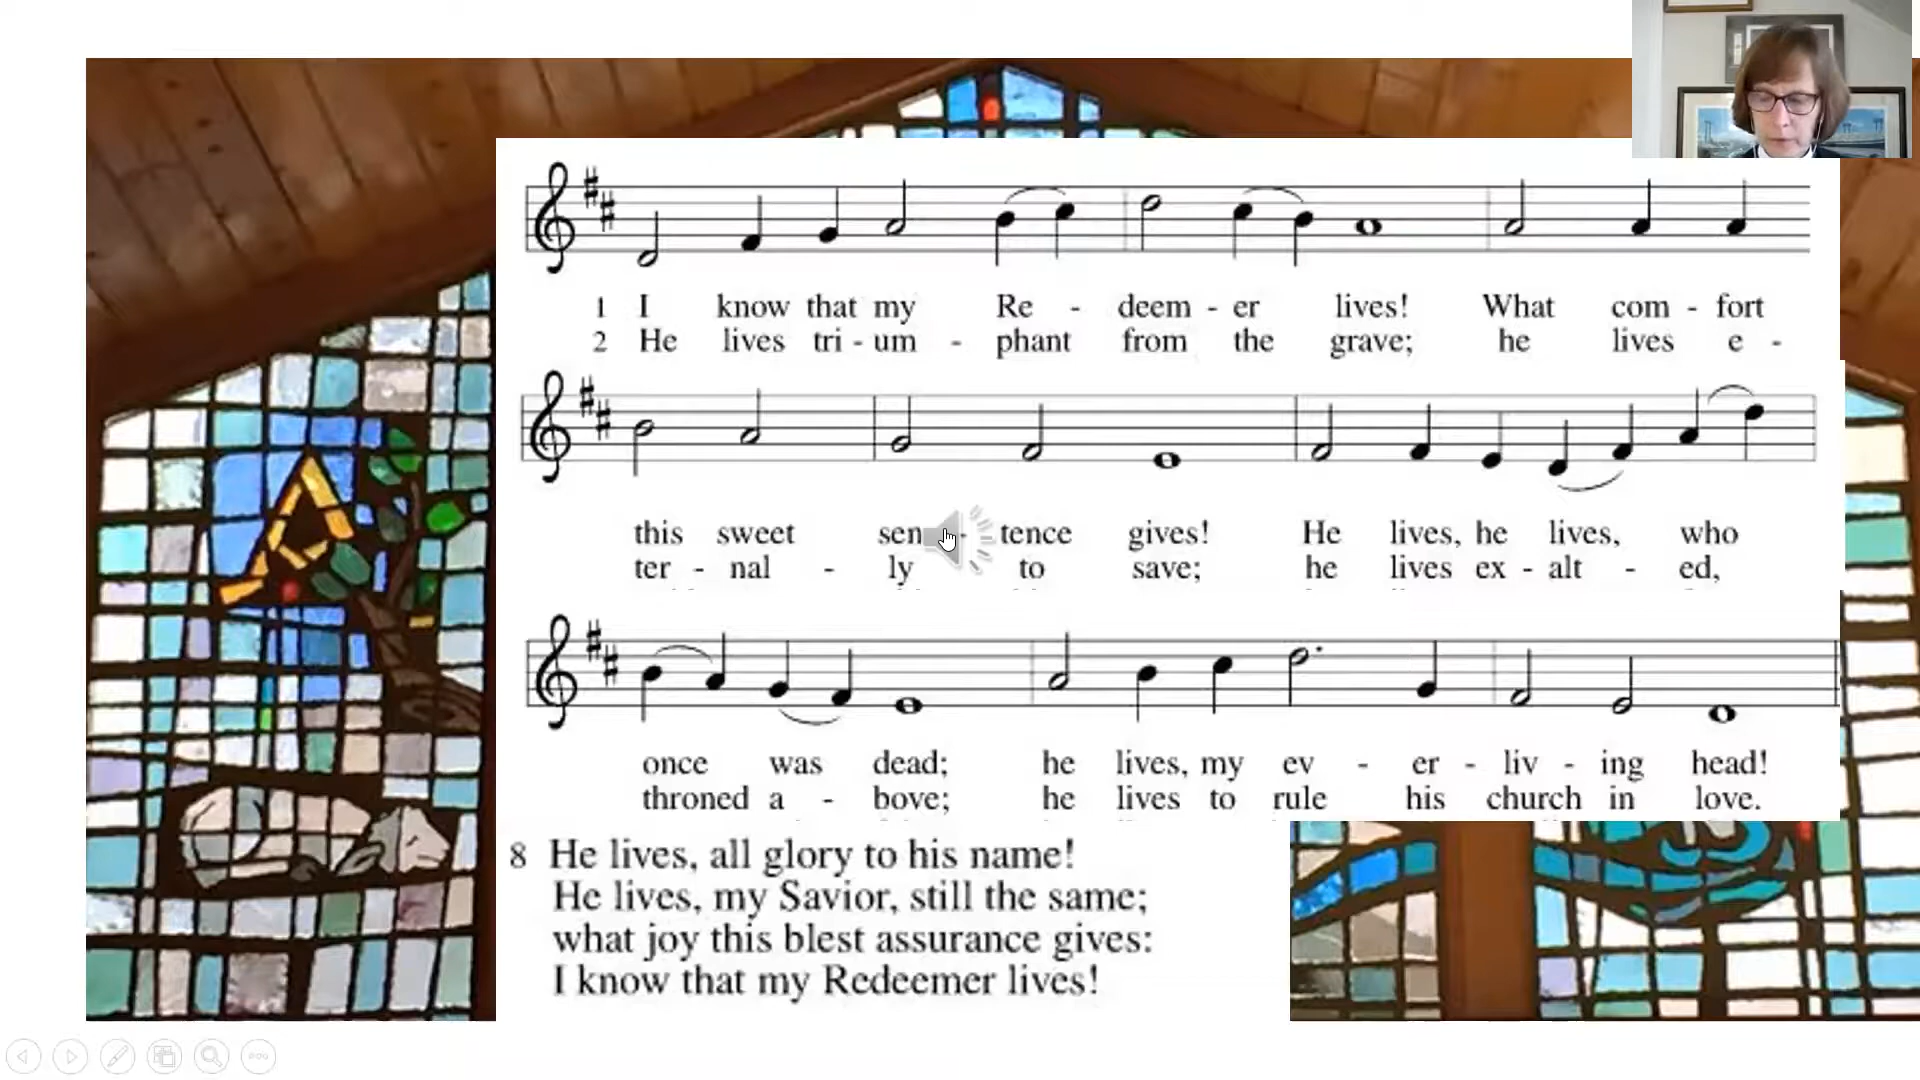 1 I know that my Re - deem - er lives! What com - fort
2 He lives tri - um - phant from the grave; he lives e -
this sweet sen - tence gives! He lives, he lives, who
ter - nal - ly to save; he lives ex - alt - ed,
once was dead; he lives, my ev - er - liv - ing head!
throned a - bove; he lives to rule his church in love.
8 He lives, all glory to his name!
He lives, my Savior, still the same;
what joy this blest assurance gives:
I know that my Redeemer lives!